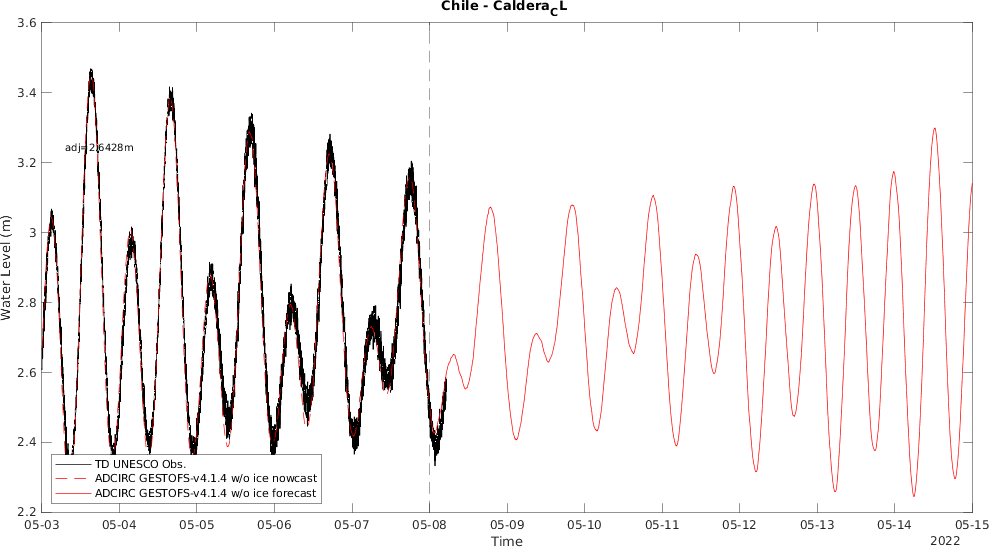 Chile - Caldera_CL
3.6
3.4
3.2
3
2.8
2.6
2.4
2.2
Water Level (m)
adj=2.6428m
TD UNESCO Obs.
ADCIRC GESTOFS-v4.1.4 w/o ice nowcast
ADCIRC GESTOFS-v4.1.4 w/o ice forecast
05-03 05-04 05-05 05-06 05-07 05-08 05-09 05-10 05-11 05-12 05-13 05-14 05-15
Time
2022